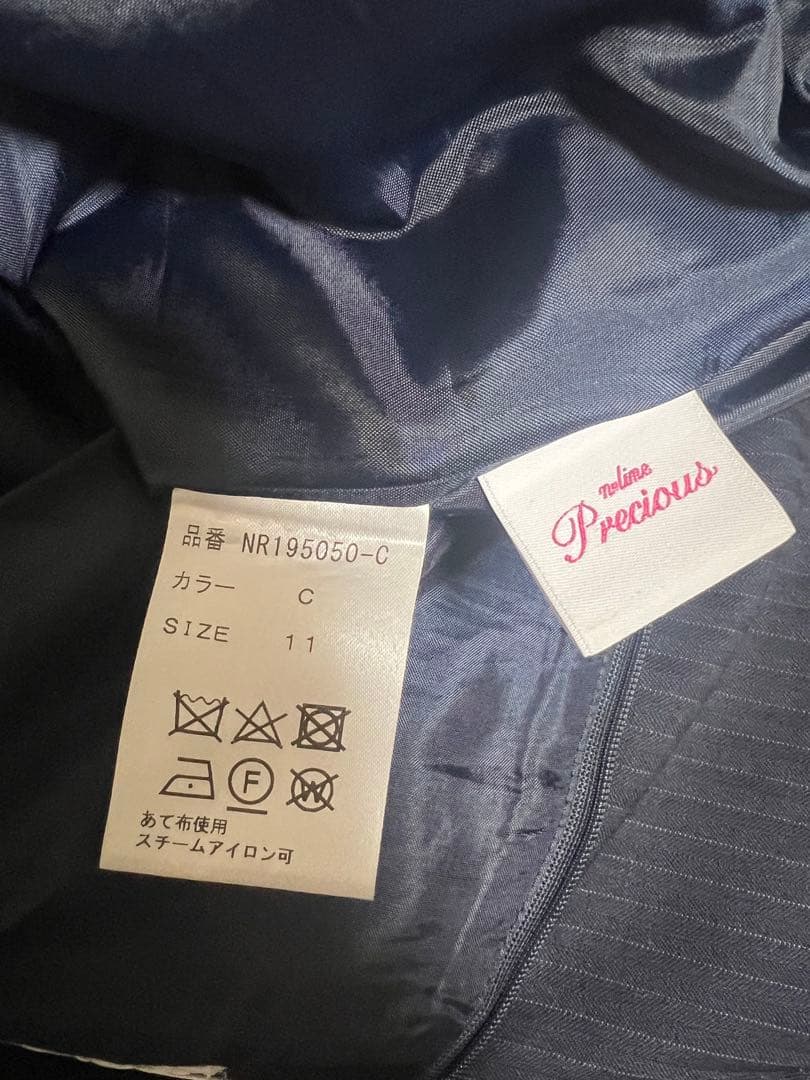 品番 NR195050-C
カラー C
SIZE 11
F
W
あて布使用
スチームアイロン可
Precious